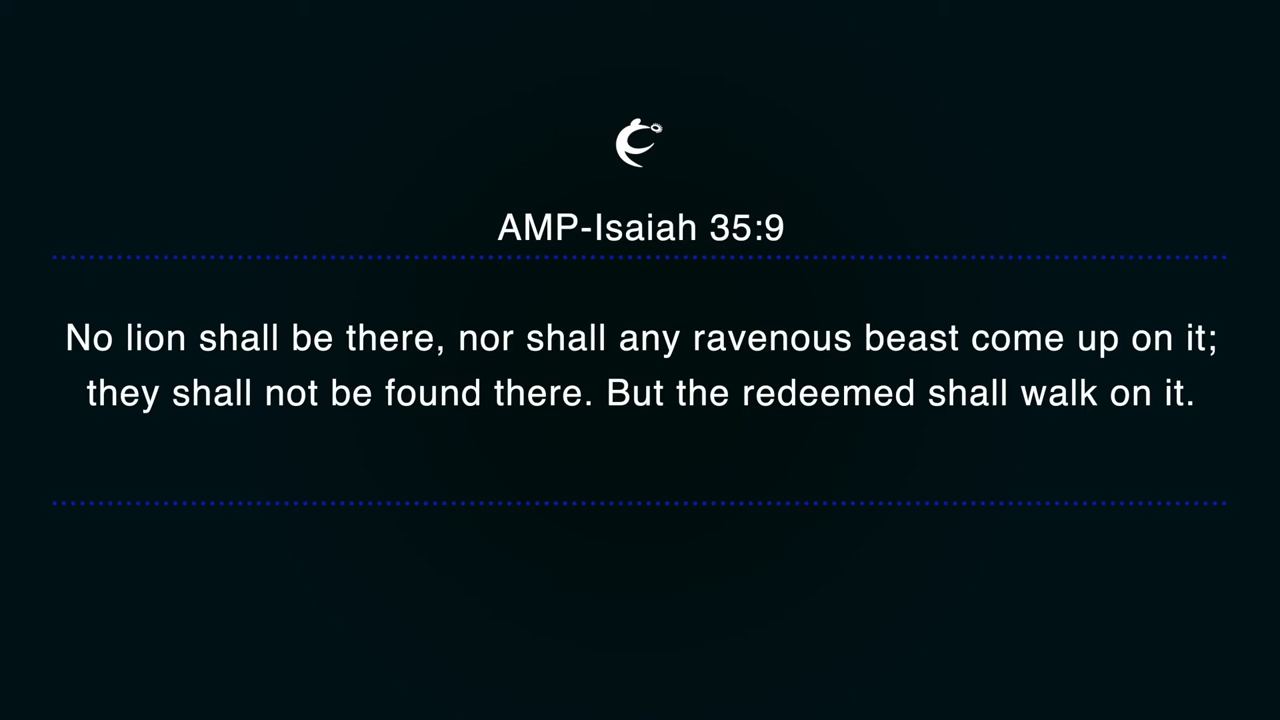 AMP-Isaiah 35:9
No lion shall be there, nor shall any ravenous beast come up on it;
they shall not be found there. But the redeemed shall walk on it.